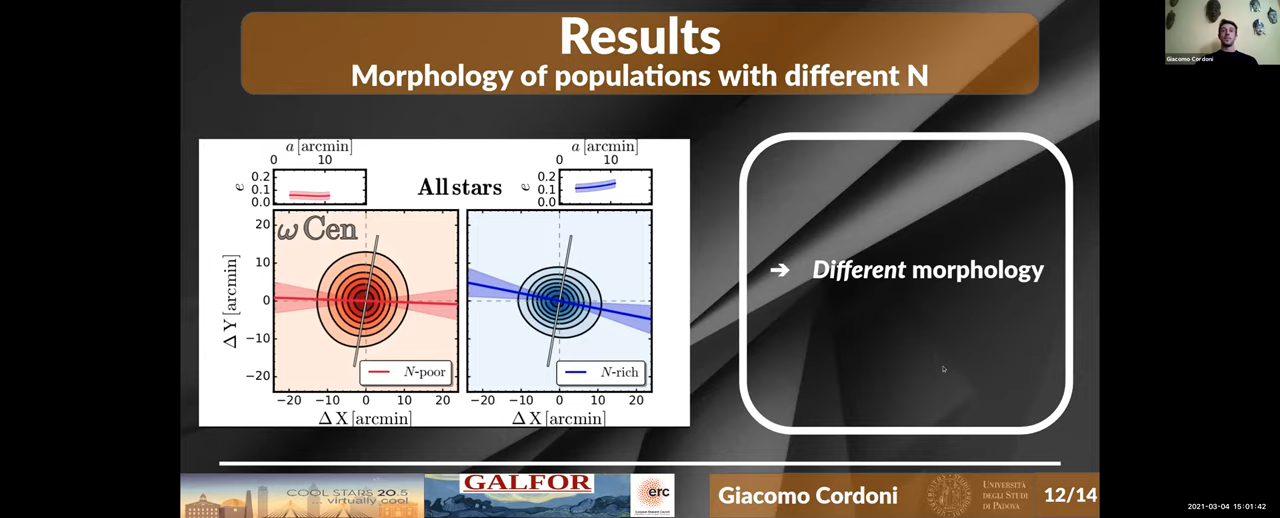 Results
Morphology of populations with different N
Giacomo Cordoni
a [arcmin]
0 10
0.2
0.1
0.0
e
All stars
a [arcmin]
0 10
0.2
0.1
0.0
e
ω Cen
20
10
0
−10
−20
Δ Y [arcmin]
N-poor
N-rich
−20 −10 0 10 20
−20 −10 0 10 20
Δ X [arcmin]
Δ X [arcmin]
➔ Different morphology
COOL STARS 20.5
... virtually cool
GALFOR
erc
European Research Council
Giacomo Cordoni
UNIVERSITÀ
DEGLI STUDI
DI PADOVA
12/14
2021-03-04 15:01:42